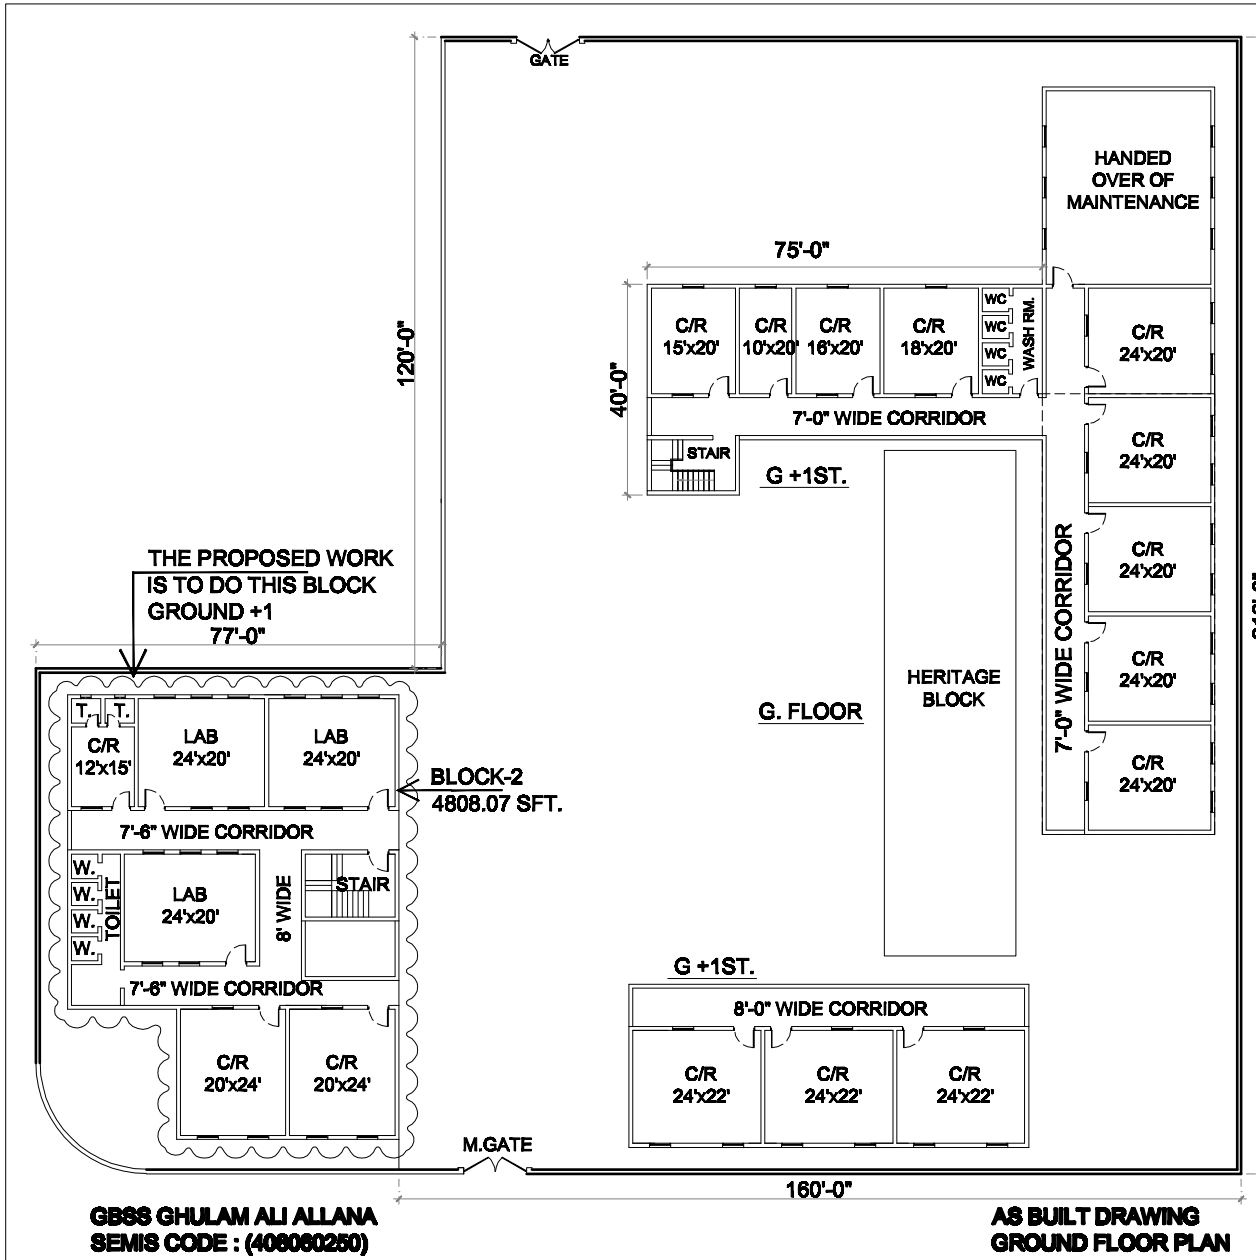 GATE
HANDED
OVER OF
MAINTENANCE
75'-0"
120'-0"
40'-0"
C/R
15'x20'
C/R
10'x20'
C/R
16'x20'
C/R
18'x20'
WC
WC
WC
WC
WASH RM.
C/R
24'x20'
7'-0" WIDE CORRIDOR
STAIR
G +1ST.
C/R
24'x20'
C/R
24'x20'
C/R
24'x20'
C/R
24'x20'
7'-0" WIDE CORRIDOR
HERITAGE
BLOCK
G. FLOOR
THE PROPOSED WORK
IS TO DO THIS BLOCK
GROUND +1
77'-0"
T.
T.
C/R
12'x15'
LAB
24'x20'
LAB
24'x20'
BLOCK-2
4808.07 SFT.
7'-6" WIDE CORRIDOR
W.
W.
W.
W.
TOILET
LAB
24'x20'
8' WIDE
STAIR
7'-6" WIDE CORRIDOR
C/R
20'x24'
C/R
20'x24'
G +1ST.
8'-0" WIDE CORRIDOR
C/R
24'x22'
C/R
24'x22'
C/R
24'x22'
M.GATE
160'-0"
GBSS GHULAM ALI ALLANA
SEMIS CODE : (408060250)
AS BUILT DRAWING
GROUND FLOOR PLAN